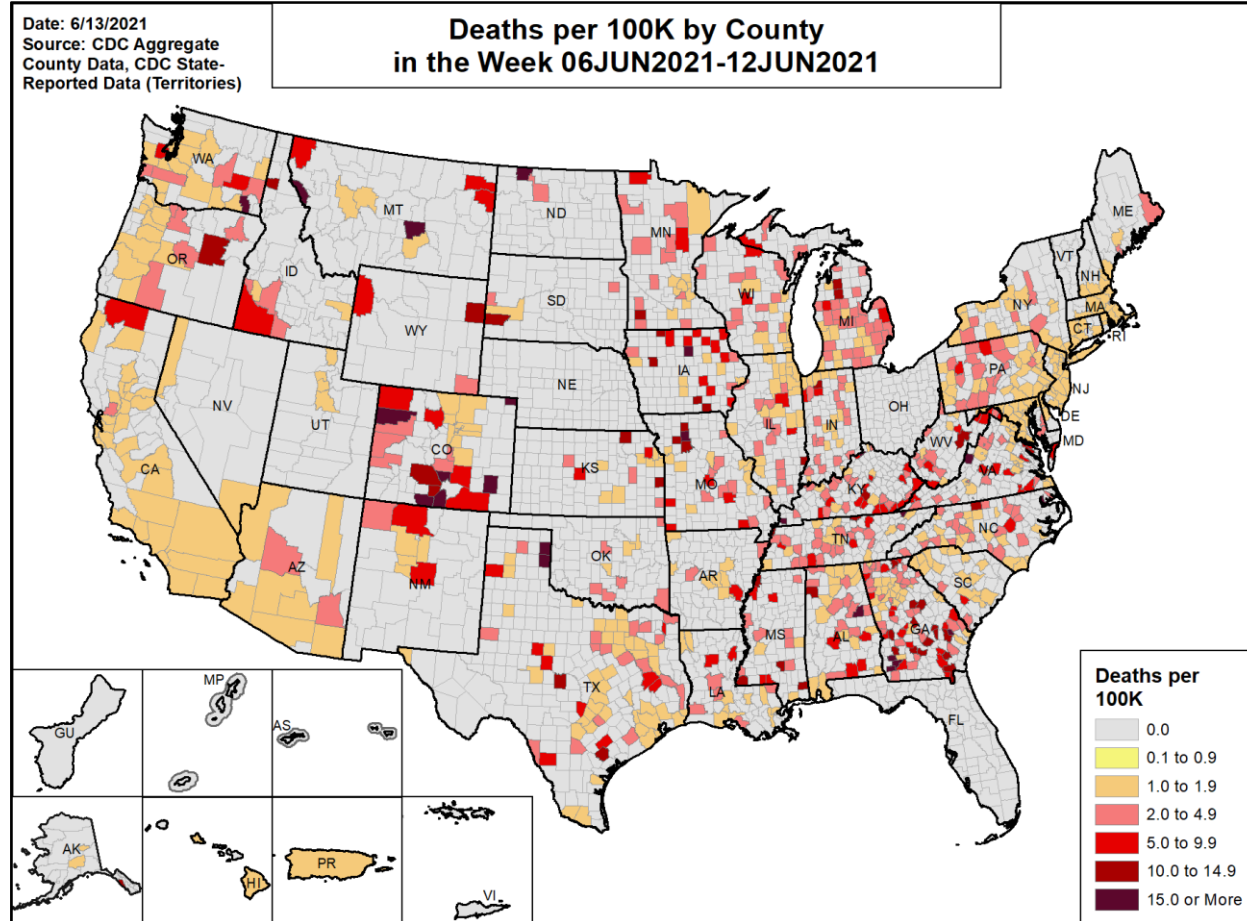 Date: 6/13/2021
Source: CDC Aggregate
County Data, CDC State-
Reported Data (Territories)
Deaths per 100K by County
in the Week 06JUN2021-12JUN2021
WA
MT
ND
MN
ME
OR
ID
SD
WI
MI
VT
NH
NY
MA
CT
RI
WY
IA
PA
NJ
NV
UT
NE
CO
IL
IN
OH
DE
MD
WV
VA
CA
KS
MO
KY
AZ
NM
OK
AR
TN
NC
SC
MS
AL
GA
TX
LA
FL
GU
MP
AS
AK
HI
PR
VI
Deaths per
100K
0.0
0.1 to 0.9
1.0 to 1.9
2.0 to 4.9
5.0 to 9.9
10.0 to 14.9
15.0 or More